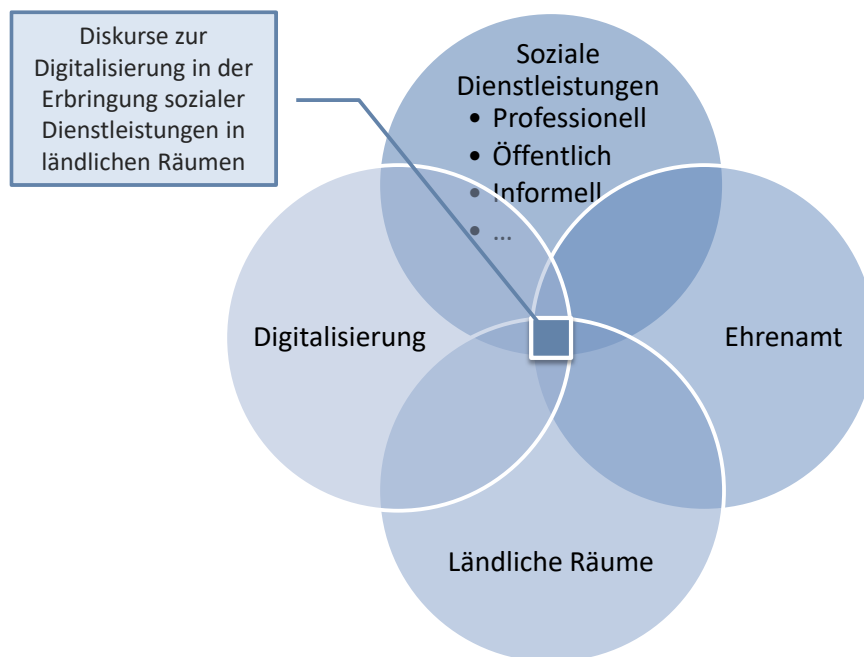 Diskurse zur
Digitalisierung in der
Erbringung sozialer
Dienstleistungen in
ländlichen Räumen
Soziale
Dienstleistungen
• Professionell
• Öffentlich
• Informell
• ...
Digitalisierung
Ehrenamt
Ländliche Räume